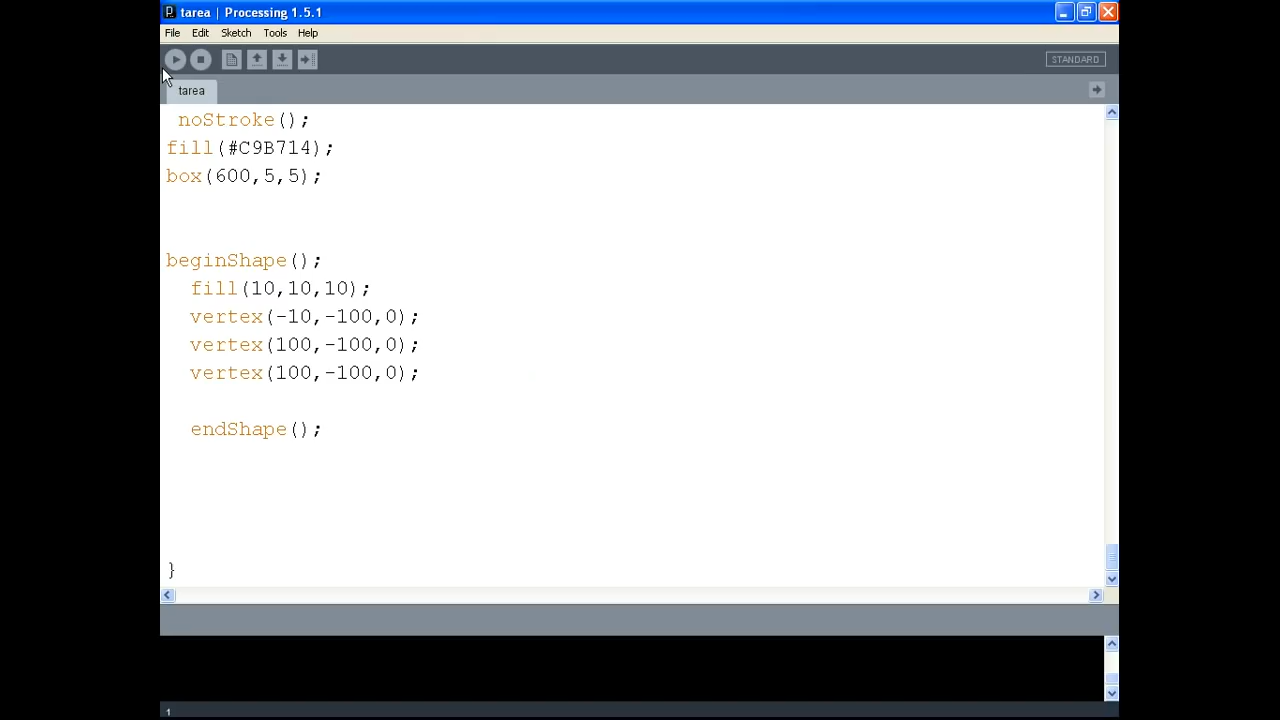 tarea | Processing 1.5.1
File Edit Sketch Tools Help
STANDARD
tarea
noStroke();
fill(#C9B714);
box(600,5,5);
beginShape();
fill(10,10,10);
vertex(-10,-100,0);
vertex(100,-100,0);
vertex(100,-100,0);
endShape();
}
1